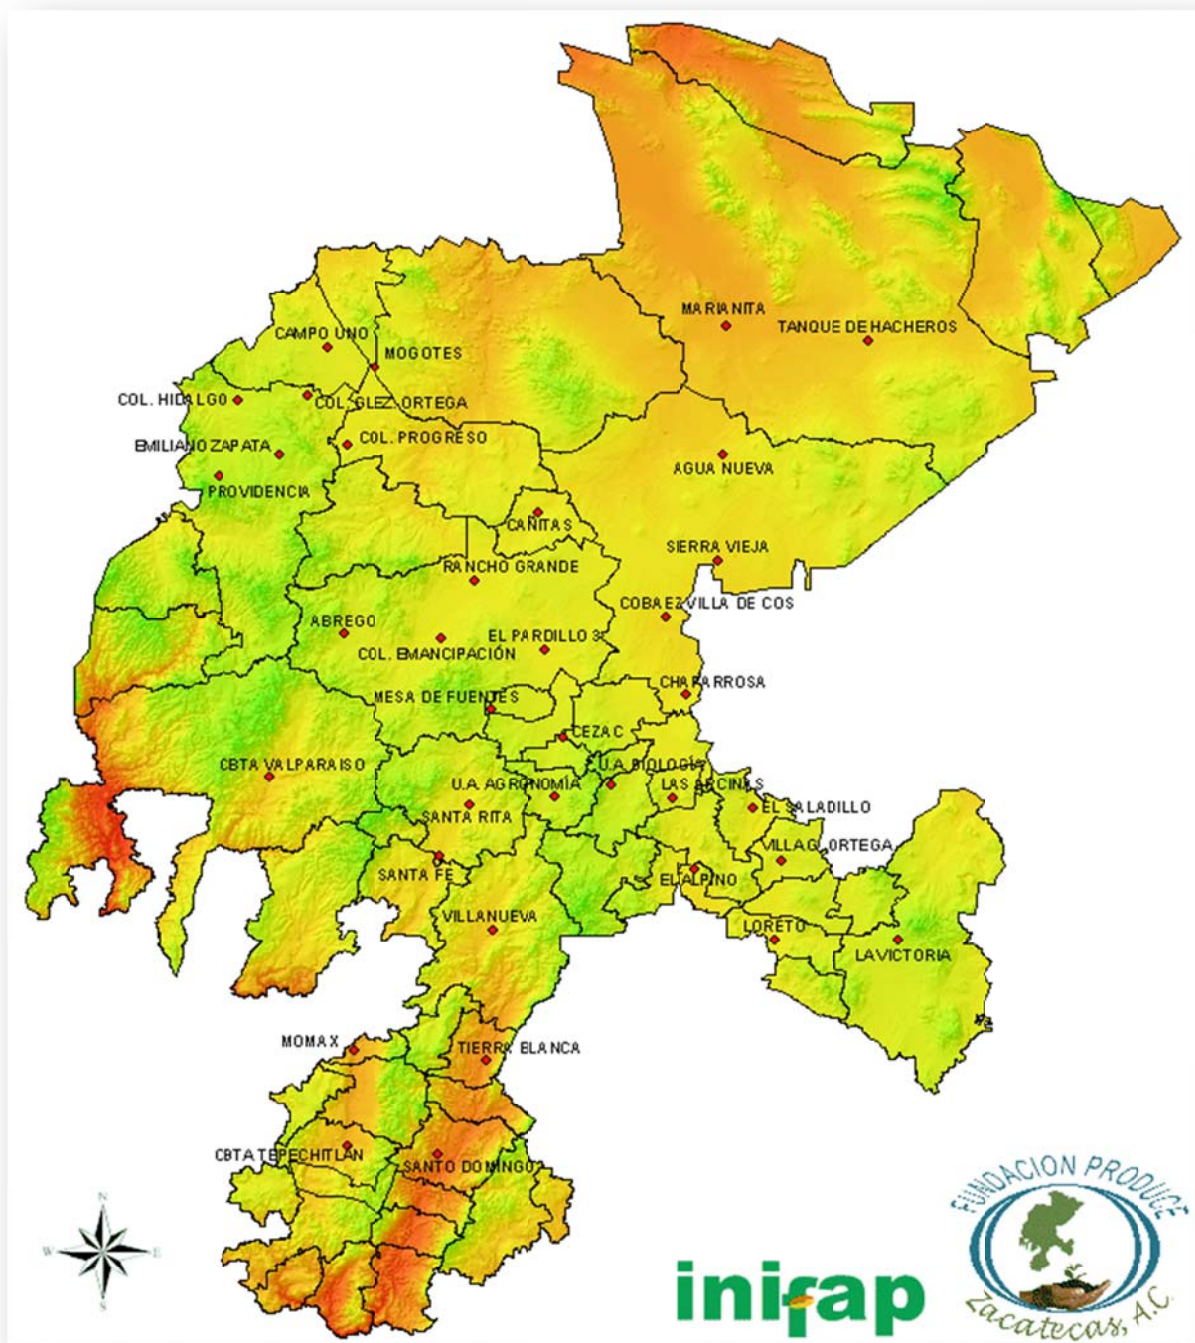 MARIANITA
TANQUE DE HACHEROS
CAMPO UNO
MOGOTES
COL. HIDALGO
COL. GLEZ. ORTEGA
COL. PROGRESO
EMILIANO ZAPATA
AGUA NUEVA
PROVIDENCIA
CAÑITAS
SIERRA VIEJA
RANCHO GRANDE
COBAEZ VILLA DE COS
ABREGO
EL PARDILLO 3
COL. EMANCIPACIÓN
CHAPARROSA
MESA DE FUENTES
CEZAC
CBTA VALPARAISO
U.A. BIOLOGÍA
U.A. AGRONOMÍA
LAS ARCINAS
EL SALADILLO
SANTA RITA
VILLA G. ORTEGA
SANTA FE
EL ALPINO
VILLANUEVA
LORETO
LA VICTORIA
MOMAX
TIERRA BLANCA
CBTA TEPECHITLÁN
SANTO DOMINGO
N
W
E
S
inifap
FUNDACION PRODUCE
Zacatecas, A.C.